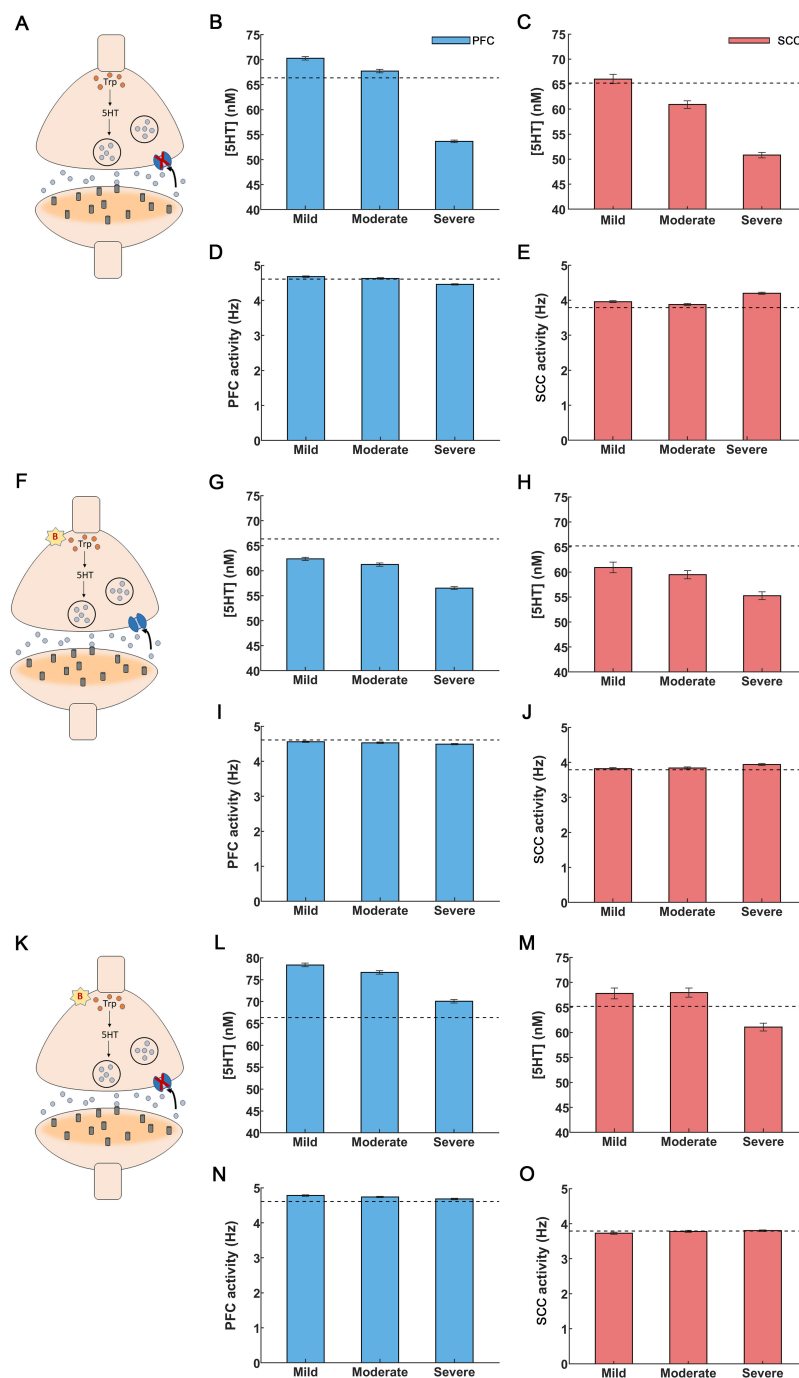 A
Trp
5HT
B
PFC
[5HT] (nM)
75
70
65
60
55
50
45
40
Mild Moderate Severe
C
SCC
[5HT] (nM)
75
70
65
60
55
50
45
40
Mild Moderate Severe
D
PFC activity (Hz)
5
4
3
2
1
0
Mild Moderate Severe
E
SCC activity (Hz)
5
4
3
2
1
0
Mild Moderate Severe
F
B
Trp
5HT
G
[5HT] (nM)
75
70
65
60
55
50
45
40
Mild Moderate Severe
H
[5HT] (nM)
75
70
65
60
55
50
45
40
Mild Moderate Severe
I
PFC activity (Hz)
5
4
3
2
1
0
Mild Moderate Severe
J
SCC activity (Hz)
5
4
3
2
1
0
Mild Moderate Severe
K
B
Trp
5HT
L
[5HT] (nM)
80
75
70
65
60
55
50
45
40
Mild Moderate Severe
M
[5HT] (nM)
75
70
65
60
55
50
45
40
Mild Moderate Severe
N
PFC activity (Hz)
5
4
3
2
1
0
Mild Moderate Severe
O
SCC activity (Hz)
5
4
3
2
1
0
Mild Moderate Severe